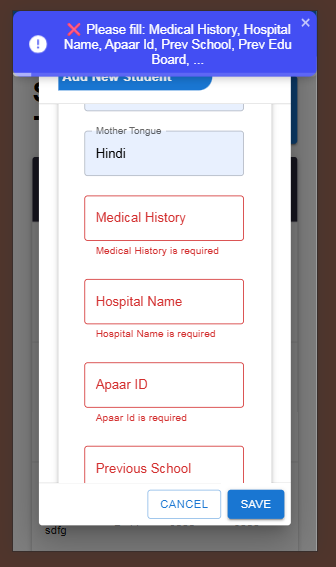 ❌ Please fill: Medical History, Hospital
Name, Apaar Id, Prev School, Prev Edu
Board, ...
Add New Student
Mother Tongue
Hindi
Medical History
Medical History is required
Hospital Name
Hospital Name is required
Apaar ID
Apaar Id is required
Previous School
CANCEL
SAVE
sdfg